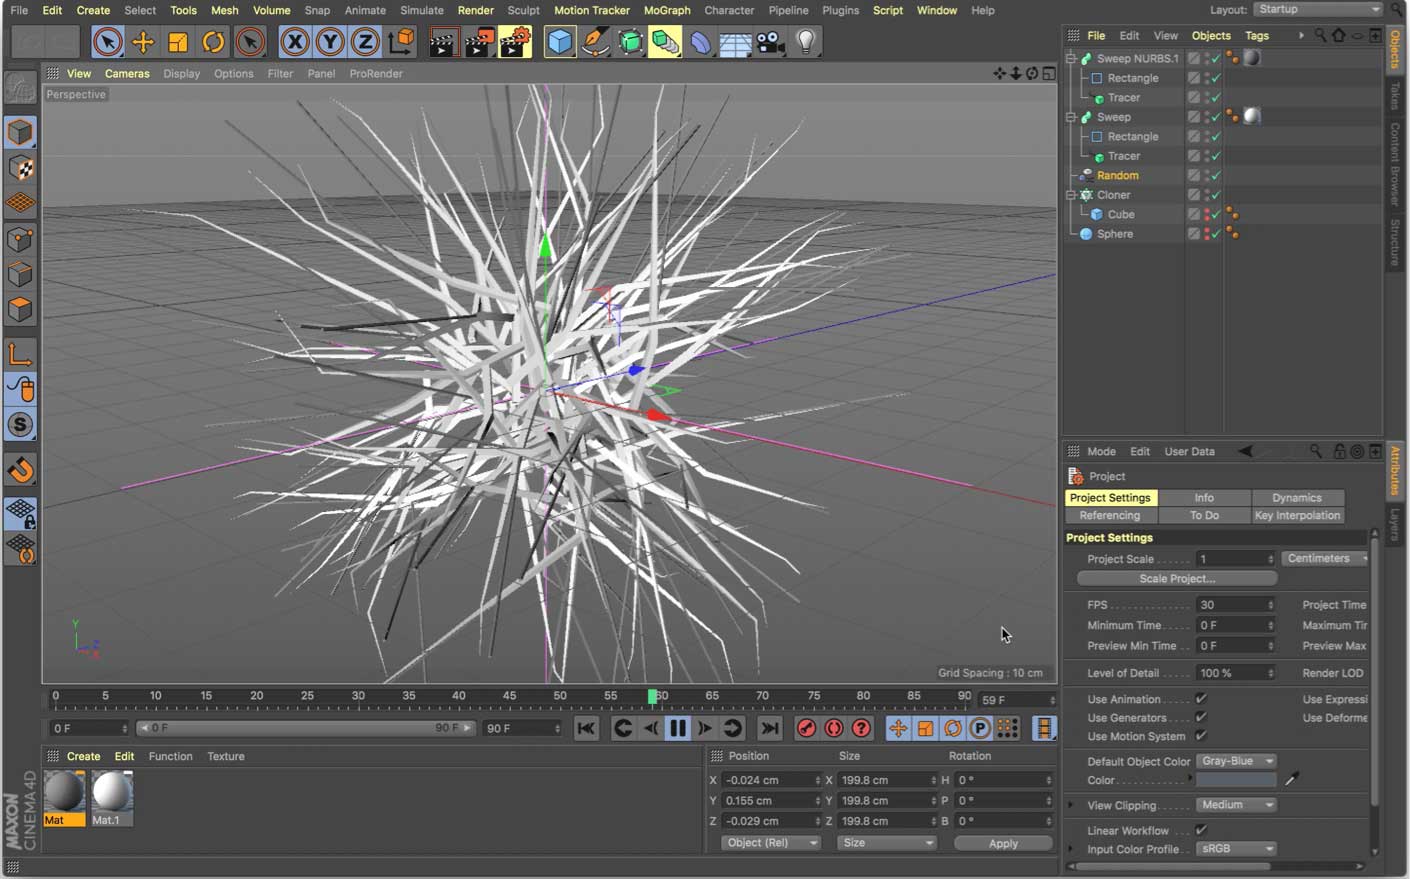 File Edit Create Select Tools Mesh Volume Snap Animate Simulate Render Sculpt Motion Tracker MoGraph Character Pipeline Plugins Script Window Help Layout: Startup
X Y Z
File Edit View Objects Tags
View Cameras Display Options Filter Panel ProRender
Perspective
Sweep NURBS.1
Rectangle
Tracer
Sweep
Rectangle
Tracer
Random
Cloner
Cube
Sphere
Objects
Takes
Content Browser
Structure
S
Y
Grid Spacing : 10 cm
Mode Edit User Data
Project
Project Settings Info Dynamics
Referencing To Do Key Interpolation
Project Settings
Project Scale 1 Centimeters
Scale Project...
FPS 30 Project Time
Minimum Time 0 F Maximum Tir
Preview Min Time 0 F Preview Max
Level of Detail 100 % Render LOD
Use Animation Use Expressi
Use Generators Use Deforme
Use Motion System
Default Object Color Gray-Blue
Color
View Clipping Medium
Linear Workflow
Input Color Profile sRGB
Attributes
Layers
0 5 10 15 20 25 30 35 40 45 50 55 60 65 70 75 80 85 90 59 F
0 F 0 F 90 F 90 F ? P
Create Edit Function Texture
Mat Mat.1
Position Size Rotation
X -0.024 cm X 199.8 cm H 0 °
Y 0.155 cm Y 199.8 cm P 0 °
Z -0.029 cm Z 199.8 cm B 0 °
Object (Rel) Size Apply
MAXON
CINEMA 4D